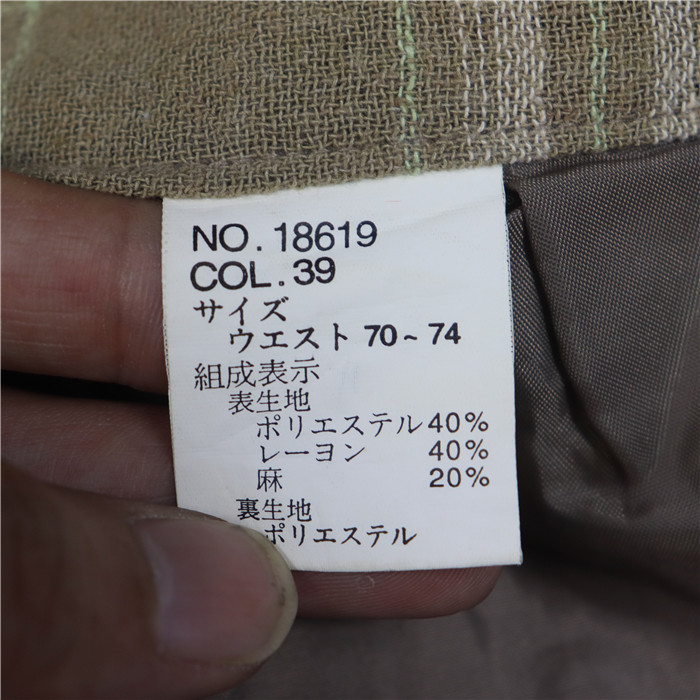 NO.18619
COL.39
サイズ
ウエスト 70~74
組成表示
表生地
ポリエステル 40%
レーヨン 40%
麻 20%
裏生地
ポリエステル